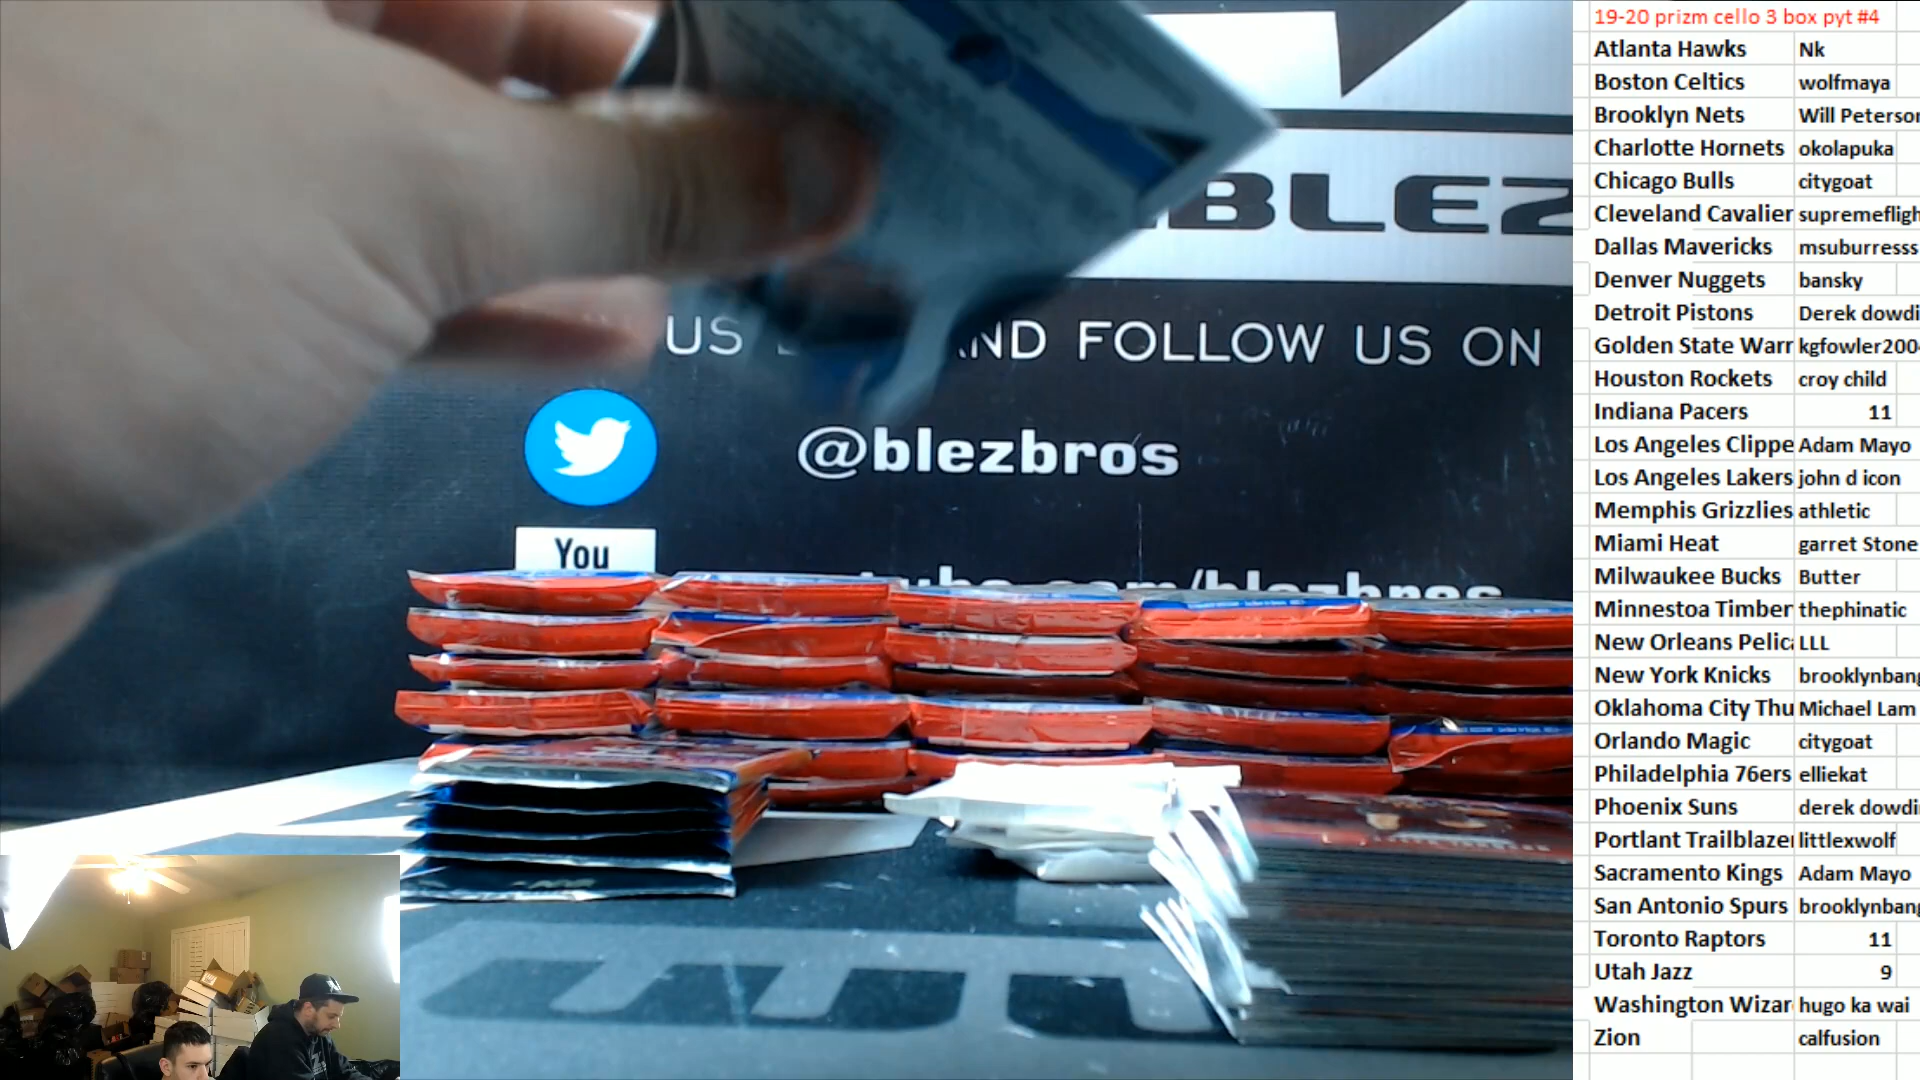 BLEZ
US AND FOLLOW US ON
@blezbros
You
tube.com/blezbros
19-20 prizm cello 3 box pyt #4
Atlanta Hawks Nk
Boston Celtics wolfmaya
Brooklyn Nets Will Peterson
Charlotte Hornets okolapuka
Chicago Bulls citygoat
Cleveland Cavalier supremefligh
Dallas Mavericks msuburresss
Denver Nuggets bansky
Detroit Pistons Derek dowdi
Golden State Warr kgfowler200
Houston Rockets croy child
Indiana Pacers 11
Los Angeles Clippe Adam Mayo
Los Angeles Lakers john d icon
Memphis Grizzlies athletic
Miami Heat garret Stone
Milwaukee Bucks Butter
Minnestoa Timber thephinatic
New Orleans Pelic LLL
New York Knicks brooklynbang
Oklahoma City Thu Michael Lam
Orlando Magic citygoat
Philadelphia 76ers elliekat
Phoenix Suns derek dowdi
Portlant Trailblazer littlexwolf
Sacramento Kings Adam Mayo
San Antonio Spurs brooklynbang
Toronto Raptors 11
Utah Jazz 9
Washington Wizar hugo ka wai
Zion calfusion